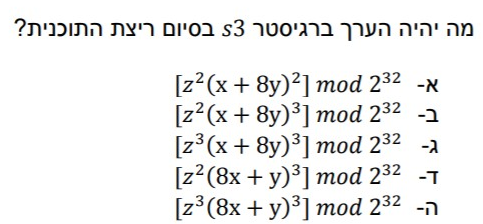 מה יהיה הערך ברגיסטר s3 בסיום ריצת התוכנית?
א- [z²(x + 8y)²] mod 2³²
ב- [z²(x + 8y)³] mod 2³²
ג- [z³(x + 8y)³] mod 2³²
ד- [z²(8x + y)³] mod 2³²
ה- [z³(8x + y)³] mod 2³²